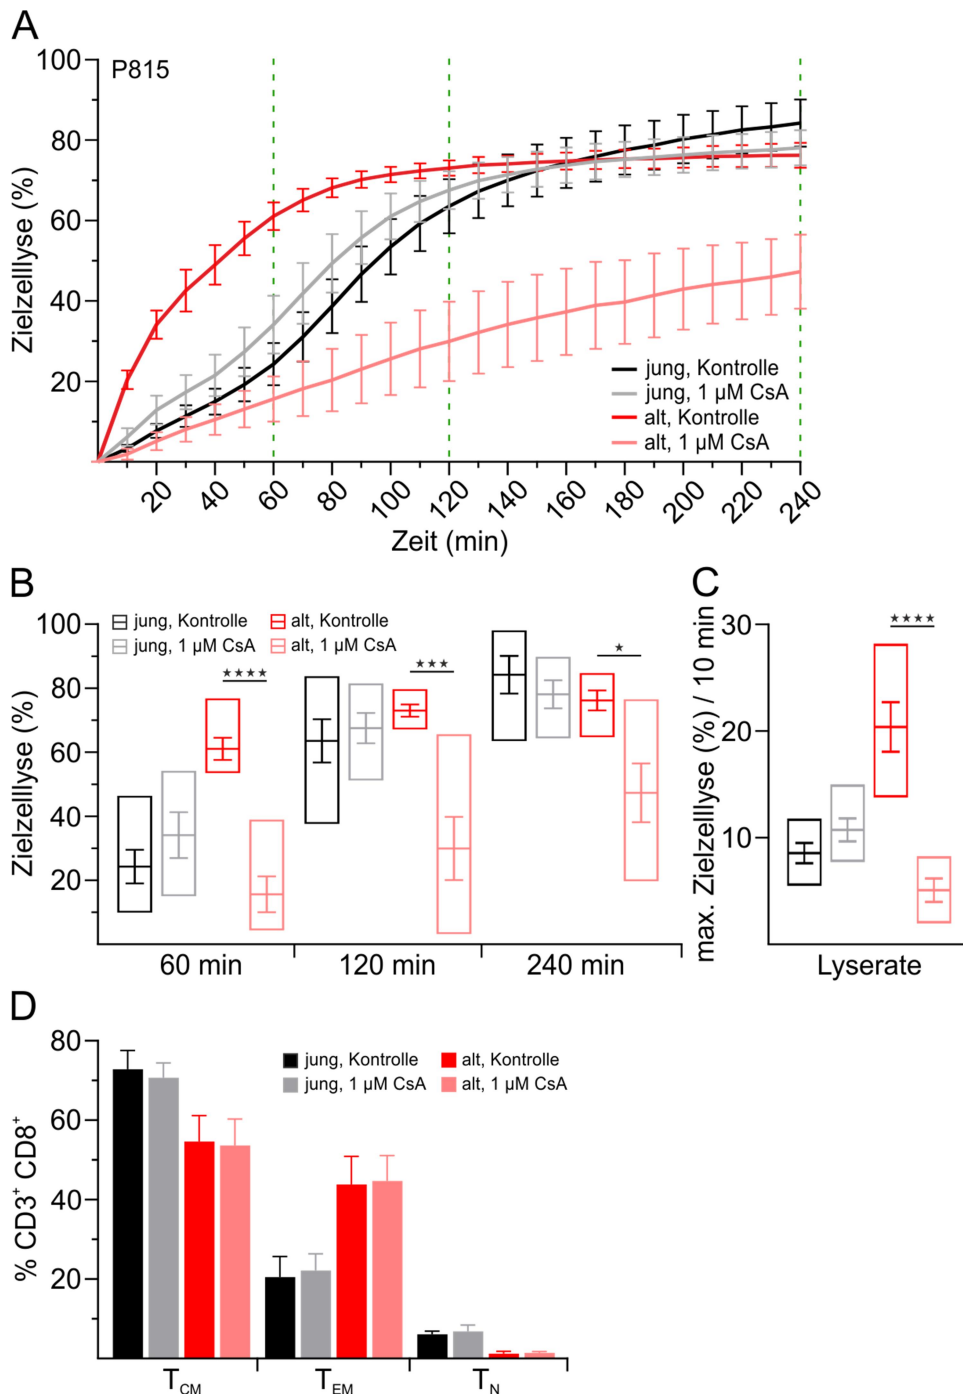 A
P815
Zielzelllyse (%)
100
80
60
40
20
jung, Kontrolle
jung, 1 µM CsA
alt, Kontrolle
alt, 1 µM CsA
20 40 60 80 100 120 140 160 180 200 220 240
Zeit (min)
B
jung, Kontrolle
alt, Kontrolle
jung, 1 µM CsA
alt, 1 µM CsA
Zielzelllyse (%)
100
80
60
40
20
★★★★
★★★
★
60 min 120 min 240 min
C
max. Zielzelllyse (%) / 10 min
30
20
10
★★★★
Lyserate
D
% CD3⁺ CD8⁺
80
60
40
20
jung, Kontrolle
alt, Kontrolle
jung, 1 µM CsA
alt, 1 µM CsA
T_CM T_EM T_N